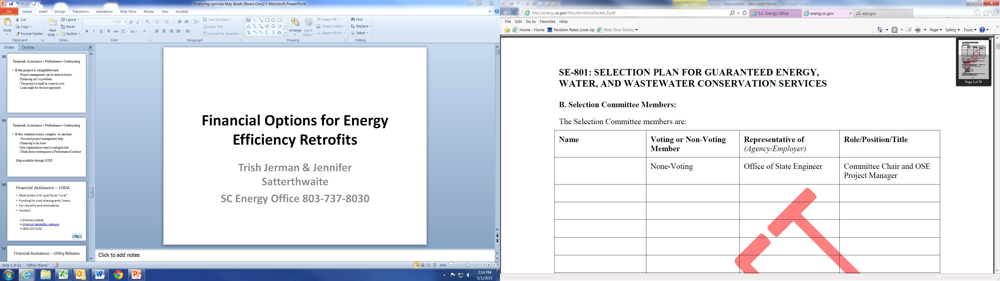 financing options May 4jsatt [Read-Only] - Microsoft PowerPoint
File Home Insert Design Transitions Animations Slide Show Review View Acrobat
Paste
Cut
Copy
Format Painter
Clipboard
New
Slide
Layout
Reset
Section
Slides
32
Font
Text Direction
Align Text
Convert to SmartArt
Paragraph
Arrange
Quick
Styles
Shape Fill
Shape Outline
Shape Effects
Drawing
Find
Replace
Select
Editing
Slides Outline
28
Financial Assistance – Performance Contracting
• If the project is straightforward
-Project management can be done in-house
-Financing isn't a problem
-The project is small in scope or cost
-Loan might be the best approach
29
Financial Assistance – Performance Contracting
• If the solution seems complex or unclear
-You need project management help
-Financing is an issue
-Your organization wants to mitigate risk
-Think about entering into a Performance Contract
Help available through SCEO
30
Financial Assistance – USDA
• Most areas in SC qualify as "rural"
• Funding for cost-share grants, loans
• For retrofits and renewables
• Contact:
• Shannon LeGree
• shannon.legree@sc.usda.gov
• (803) 253-3150
31
Financial Assistance -- Utility Rebates
Financial Options for Energy
Efficiency Retrofits
Trish Jerman & Jennifer
Satterthwaite
SC Energy Office 803-737-8030
Click to add notes
Slide 1 of 42 "Office Theme" 84%
2:14 PM
5/1/2015
http://energy.sc.gov/files/WorkshopPacket_0.pdf
S.C. Energy Office
energy.sc.gov
US EPA epa.gov
File Edit Go to Favorites Help
Home - Home Perdiem Rates Look-Up Web Slice Gallery
Page Safety Tools
Page 2 of 79
SE-801: SELECTION PLAN FOR GUARANTEED ENERGY,
WATER, AND WASTEWATER CONSERVATION SERVICES
B. Selection Committee Members:
The Selection Committee members are:
Name
Voting or Non-Voting
Member
Representative of
(Agency/Employer)
Role/Position/Title
None-Voting
Office of State Engineer
Committee Chair and OSE
Project Manager